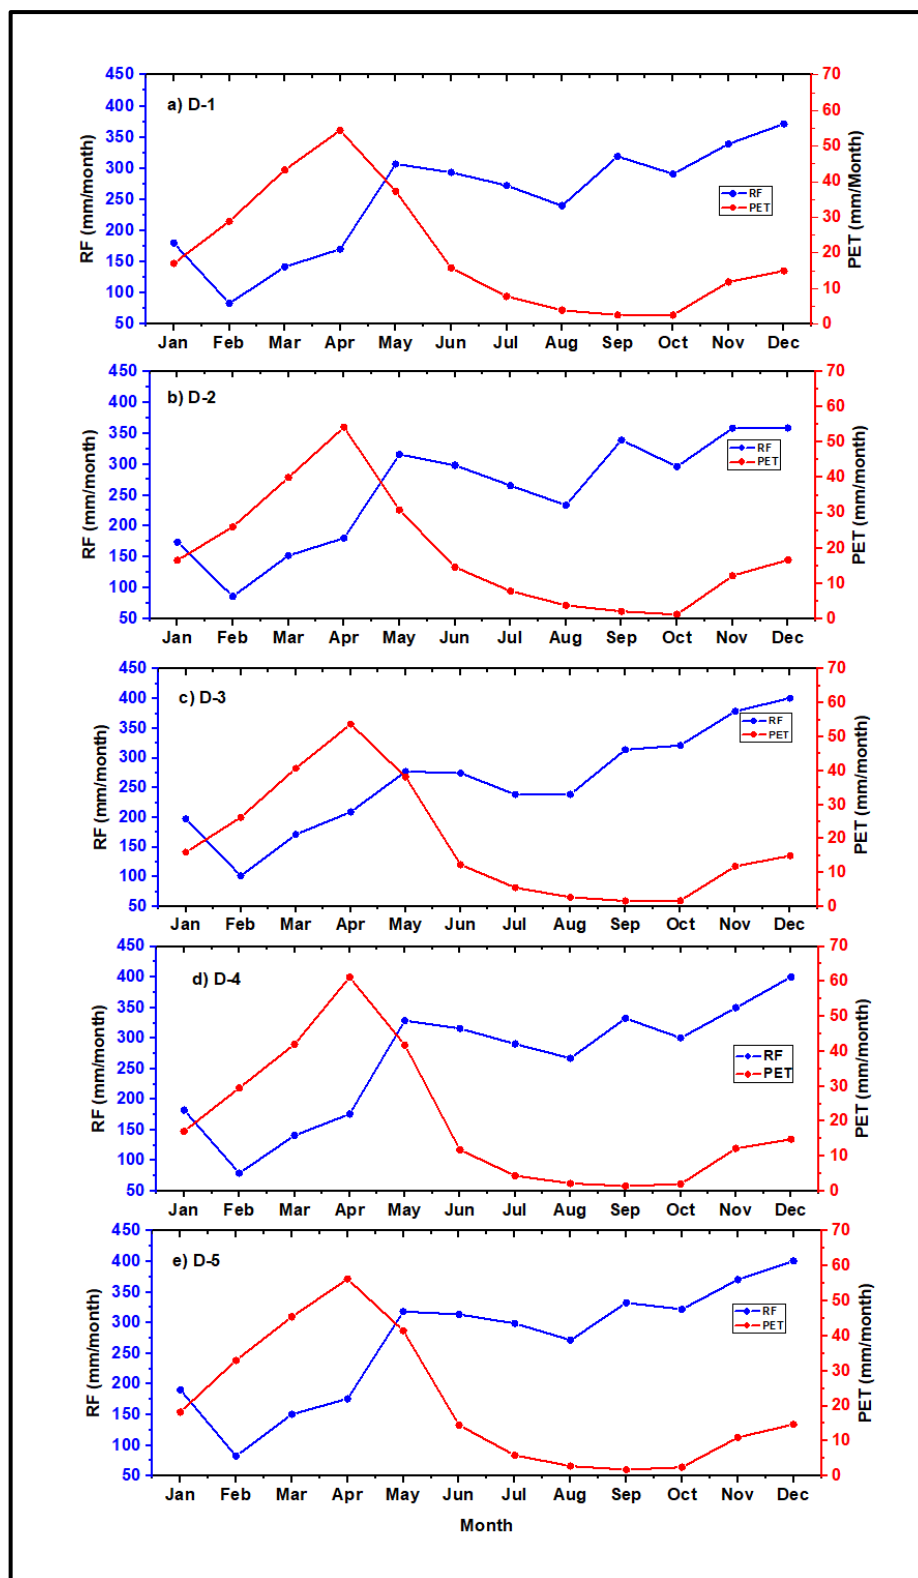 a) D-1
RF (mm/month)
450
400
350
300
250
200
150
100
50
70
60
50
40
30
20
10
0
PET (mm/Month)
RF
PET
Jan Feb Mar Apr May Jun Jul Aug Sep Oct Nov Dec
b) D-2
RF (mm/month)
450
400
350
300
250
200
150
100
50
70
60
50
40
30
20
10
0
PET (mm/month)
RF
PET
Jan Feb Mar Apr May Jun Jul Aug Sep Oct Nov Dec
c) D-3
RF (mm/month)
450
400
350
300
250
200
150
100
50
70
60
50
40
30
20
10
0
PET (mm/month)
RF
PET
Jan Feb Mar Apr May Jun Jul Aug Sep Oct Nov Dec
d) D-4
RF (mm/month)
450
400
350
300
250
200
150
100
50
70
60
50
40
30
20
10
0
PET (mm/month)
RF
PET
Jan Feb Mar Apr May Jun Jul Aug Sep Oct Nov Dec
e) D-5
RF (mm/month)
450
400
350
300
250
200
150
100
50
70
60
50
40
30
20
10
0
PET (mm/month)
RF
PET
Jan Feb Mar Apr May Jun Jul Aug Sep Oct Nov Dec
Month